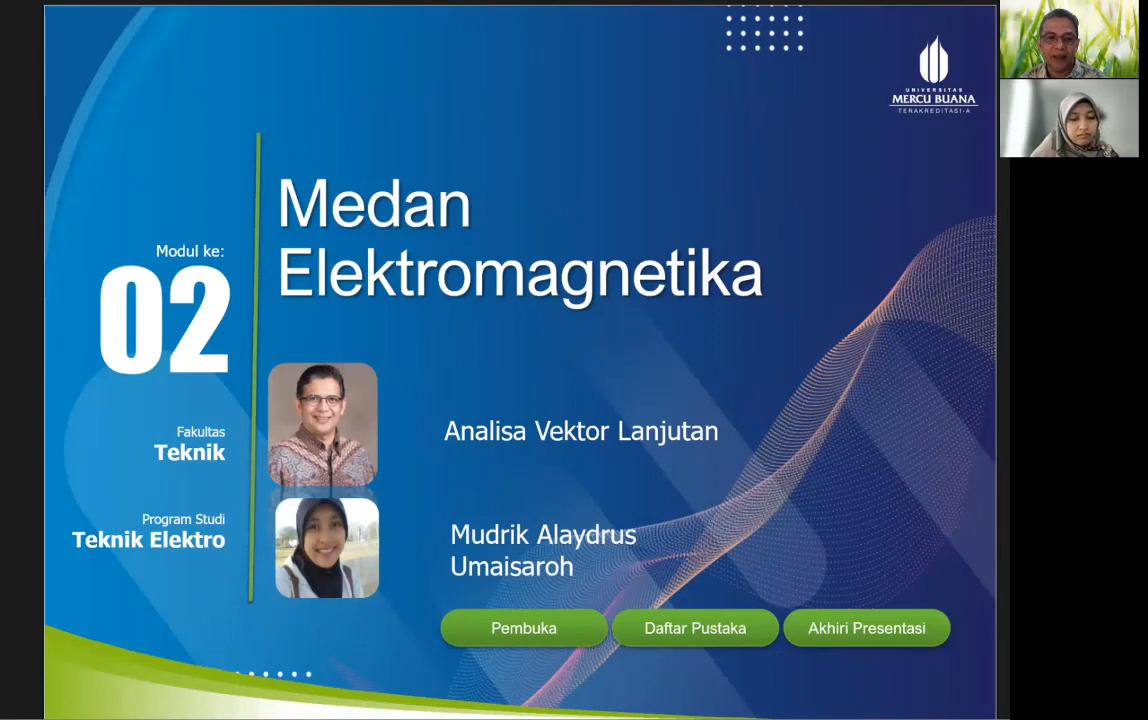 UNIVERSITAS
MERCU BUANA
TERAKREDITASI-A
Medan
Elektromagnetika
Modul ke:
02
Fakultas
Teknik
Program Studi
Teknik Elektro
Analisa Vektor Lanjutan
Mudrik Alaydrus
Umaisaroh
Pembuka
Daftar Pustaka
Akhiri Presentasi